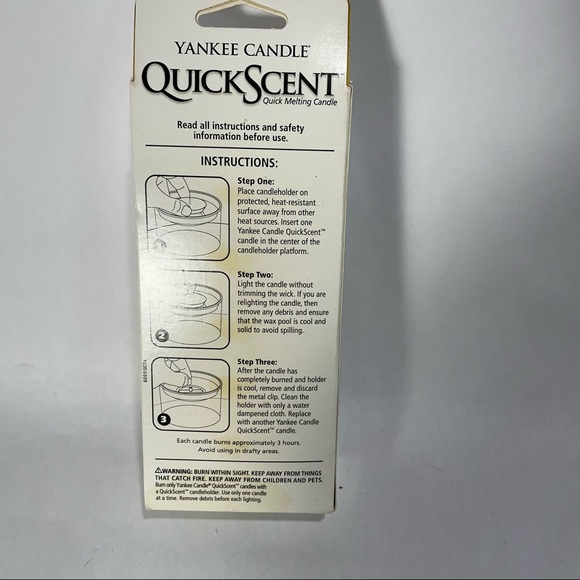 YANKEE CANDLE®
QUICKSCENT™
Quick Melting Candle
Read all instructions and safety
information before use.
INSTRUCTIONS:
Step One:
Place candleholder on
protected, heat-resistant
surface away from other
heat sources. Insert one
Yankee Candle QuickScent™
candle in the center of the
candleholder platform.
1
Step Two:
Light the candle without
trimming the wick. If you are
relighting the candle, then
remove any debris and ensure
that the wax pool is cool and
solid to avoid spilling.
2
Step Three:
After the candle has
completely burned and holder
is cool, remove and discard
the metal clip. Clean the
holder with only a water
dampened cloth. Replace
with another Yankee Candle
QuickScent™ candle.
3
Each candle burns approximately 3 hours.
Avoid using in drafty areas.
⚠WARNING: BURN WITHIN SIGHT. KEEP AWAY FROM THINGS
THAT CATCH FIRE. KEEP AWAY FROM CHILDREN AND PETS.
Burn only Yankee Candle® QuickScent™ candles with
a QuickScent™ candleholder. Use only one candle
at a time. Remove debris before each lighting.